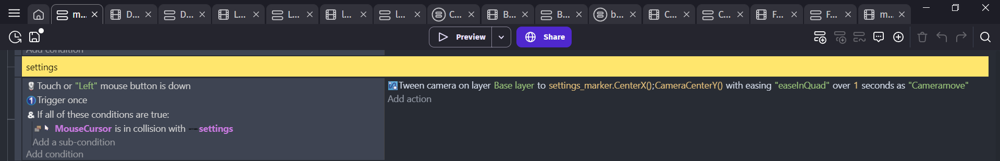 m... D... D... L... L... l... l... C... B... B... b... C... C... F... F... m...
Preview Share
Add condition
settings
Touch or "Left" mouse button is down
Trigger once
If all of these conditions are true:
MouseCursor is in collision with settings
Add a sub-condition
Add condition
Tween camera on layer Base layer to settings_marker.CenterX();CameraCenterY() with easing "easeInQuad" over 1 seconds as "Cameramove"
Add action